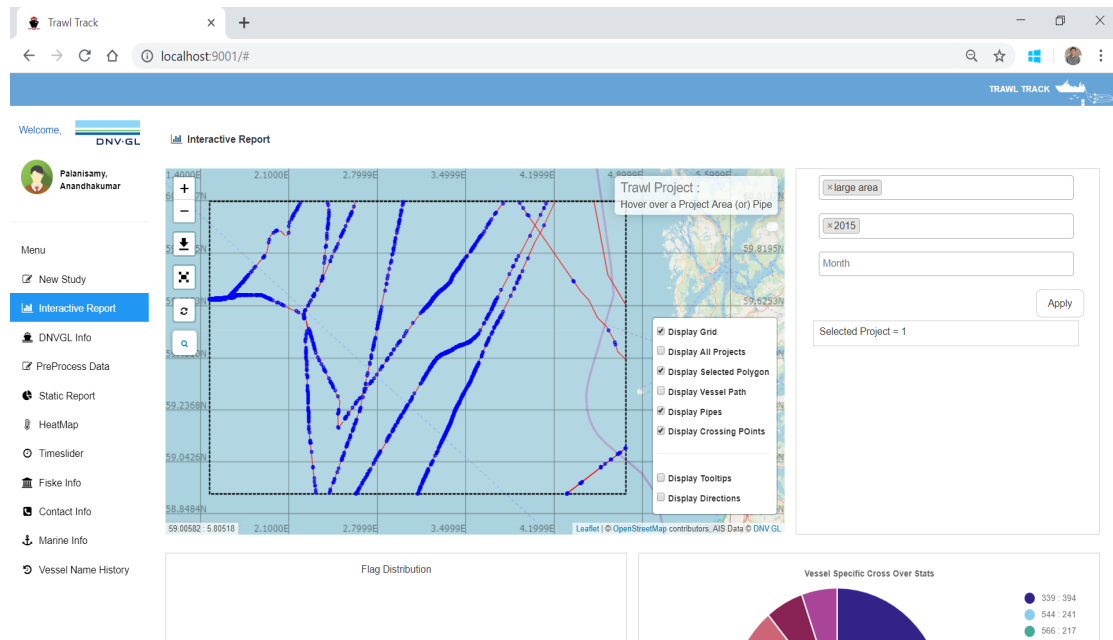 Trawl Track
localhost:9001/#
TRAWL TRACK
Welcome,
DNV·GL
Palanisamy,
Anandhakumar
Menu
New Study
Interactive Report
DNVGL Info
PreProcess Data
Static Report
HeatMap
Timeslider
Fiske Info
Contact Info
Marine Info
Vessel Name History
Interactive Report
2.1000E 2.7999E 3.4999E 4.1999E
+
−
Trawl Project :
Hover over a Project Area (or) Pipe
59.8195N
59.6253N
59.2368N
59.0426N
58.8484N
Display Grid
Display All Projects
Display Selected Polygon
Display Vessel Path
Display Pipes
Display Crossing POints
Display Tooltips
Display Directions
59.00582 : 5.80518
2.1000E 2.7999E 3.4999E 4.1999E
Leaflet | © OpenStreetMap contributors, AIS Data © DNV GL
×large area
×2015
Month
Apply
Selected Project = 1
Flag Distribution
Vessel Specific Cross Over Stats
339 : 394
544 : 241
566 : 217